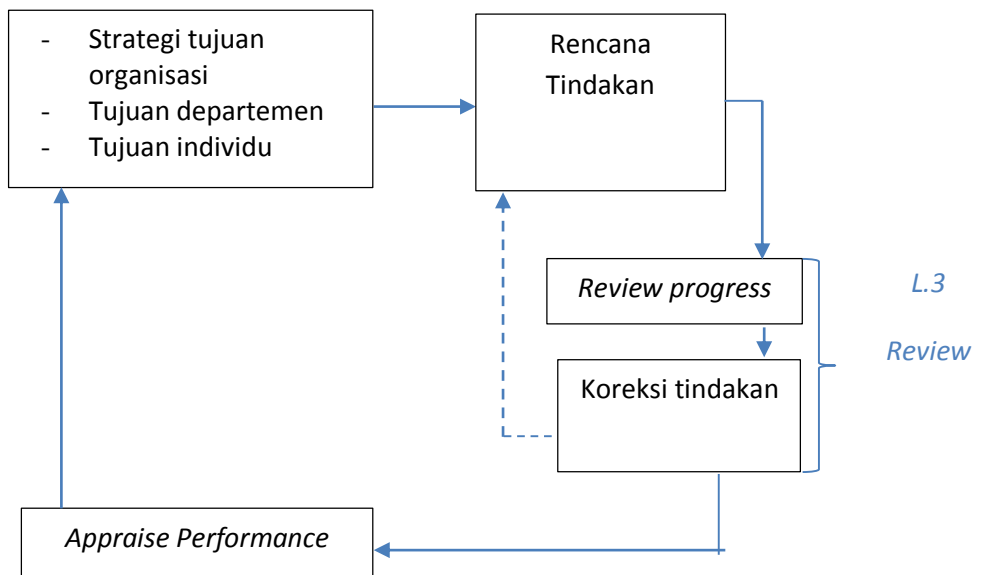 - Strategi tujuan
organisasi
- Tujuan departemen
- Tujuan individu
Rencana
Tindakan
Review progress
L.3
Review
Koreksi tindakan
Appraise Performance